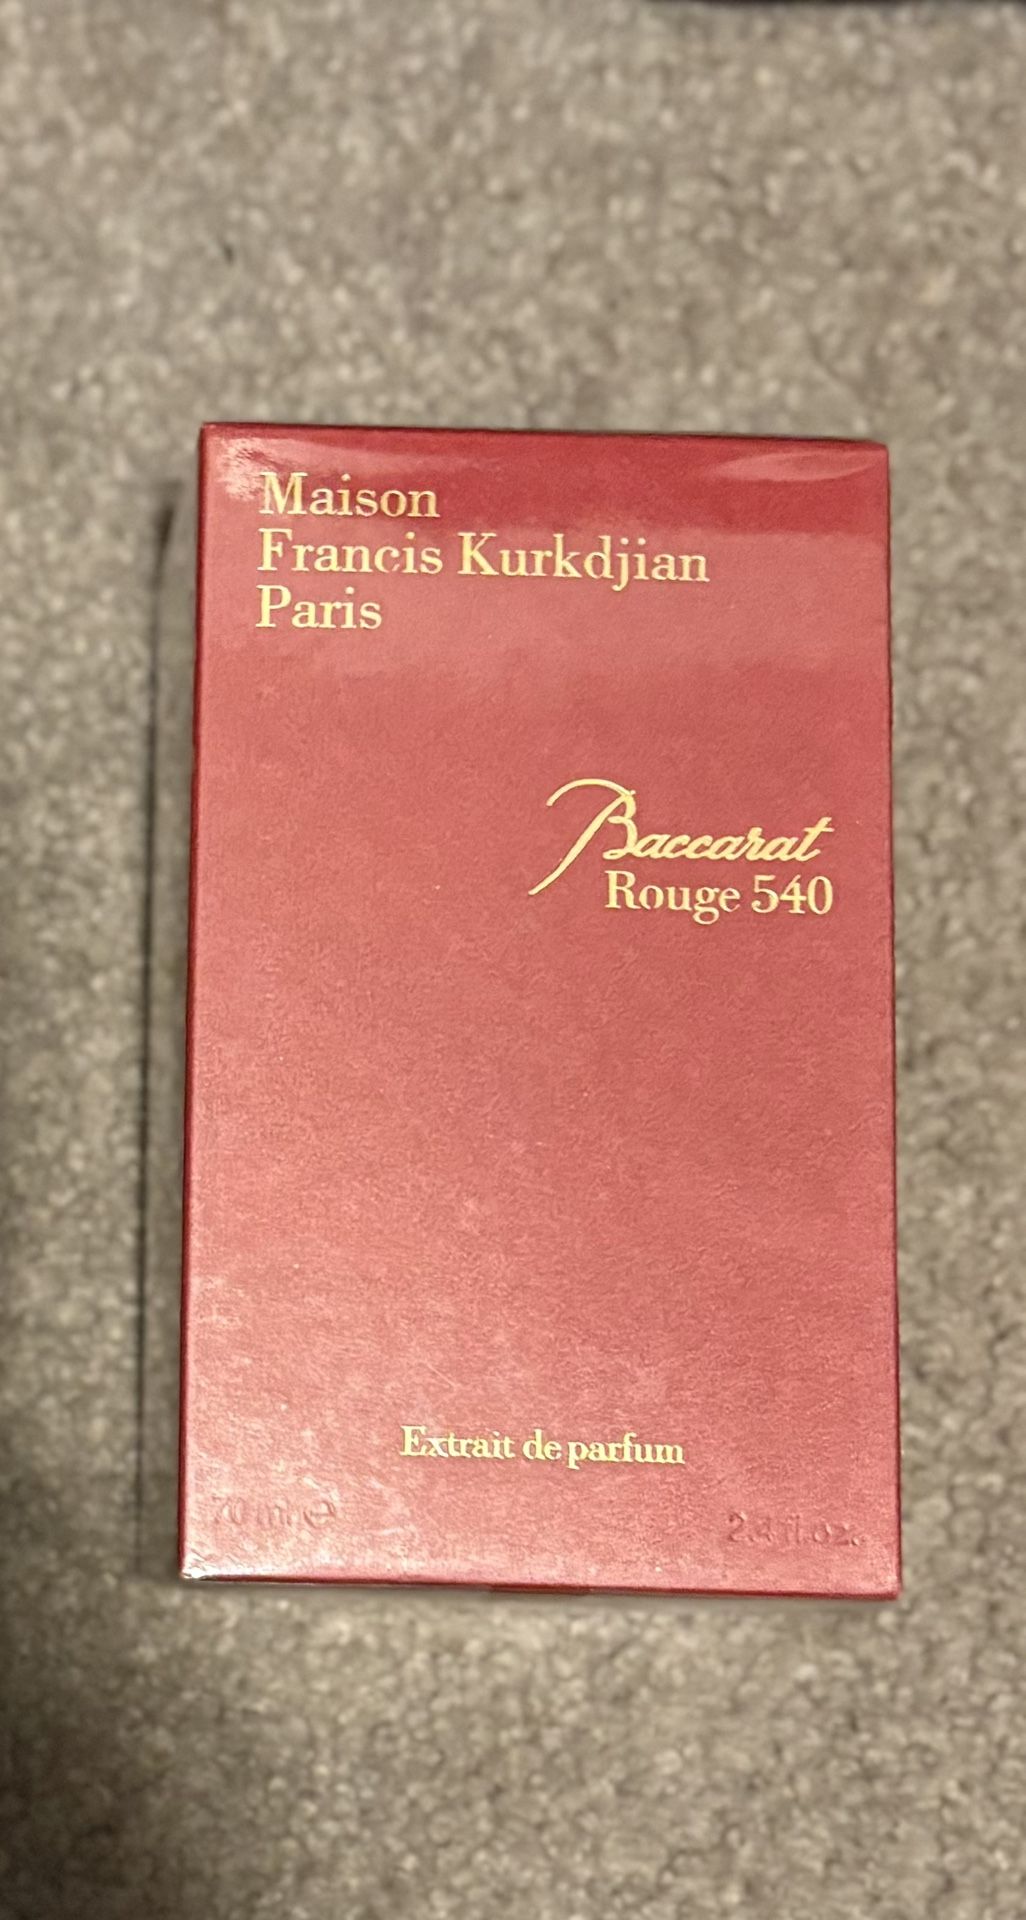 Maison
Francis Kurkdjian
Paris
Baccarat
Rouge 540
Extrait de parfum
70 ml ℮ 2.4 fl.oz.